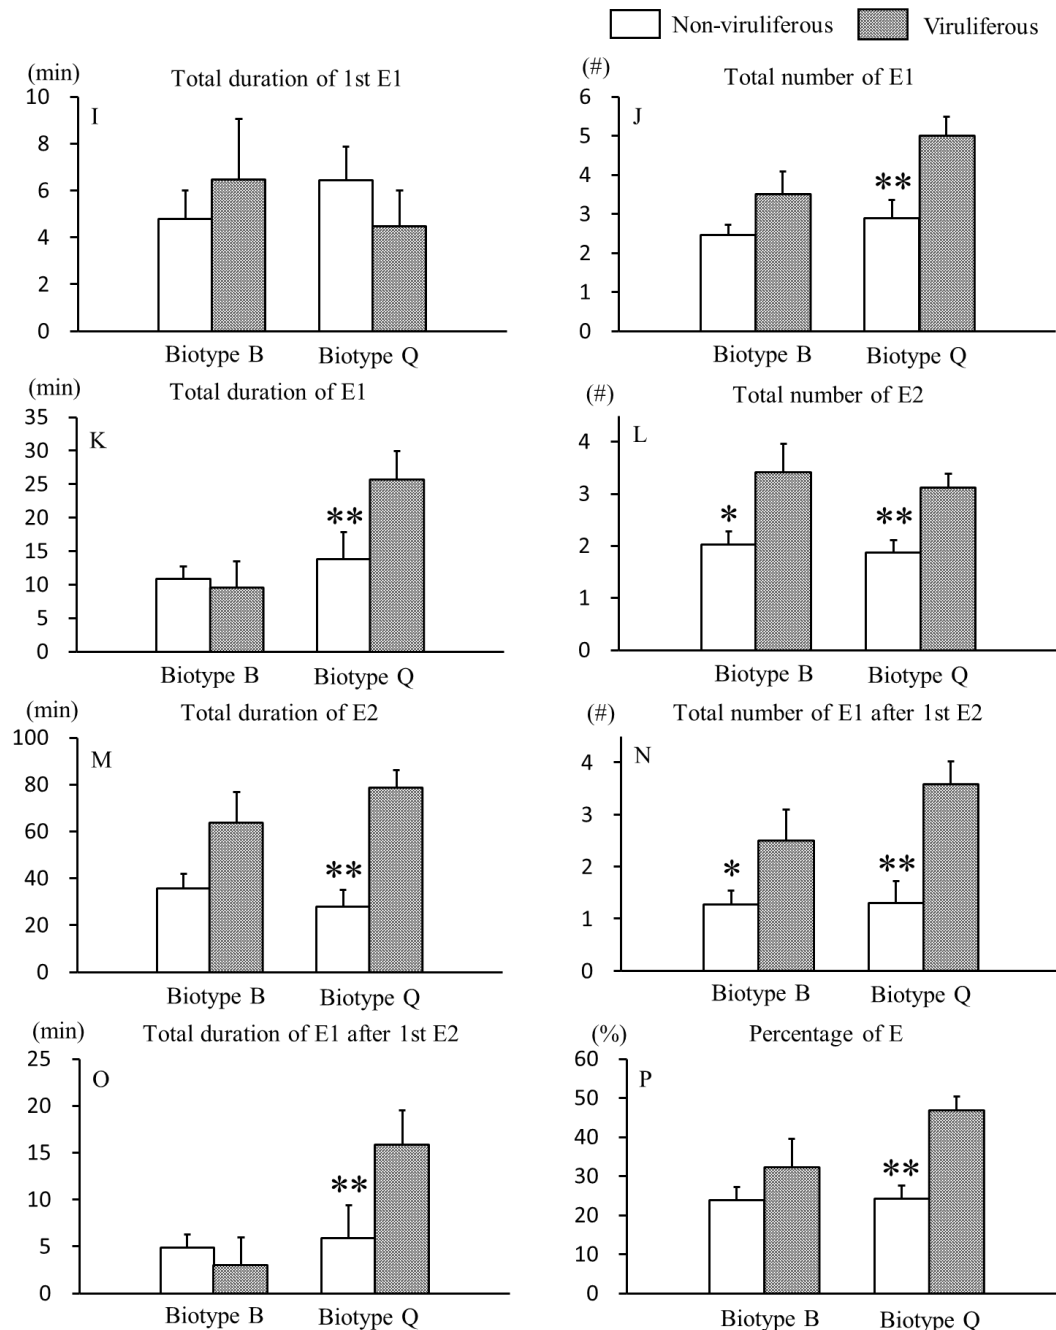 Non-viruliferous Viruliferous
(min) Total duration of 1st E1
I
10
8
6
4
2
0
Biotype B Biotype Q
(#) Total number of E1
J
6
5
4
3
2
1
0
**
Biotype B Biotype Q
(min) Total duration of E1
K
35
30
25
20
15
10
5
0
**
Biotype B Biotype Q
(#) Total number of E2
L
4
3
2
1
0
* **
Biotype B Biotype Q
(min) Total duration of E2
M
100
80
60
40
20
0
**
Biotype B Biotype Q
(#) Total number of E1 after 1st E2
N
4
3
2
1
0
* **
Biotype B Biotype Q
(min) Total duration of E1 after 1st E2
O
25
20
15
10
5
0
**
Biotype B Biotype Q
(%) Percentage of E
P
60
50
40
30
20
10
0
**
Biotype B Biotype Q